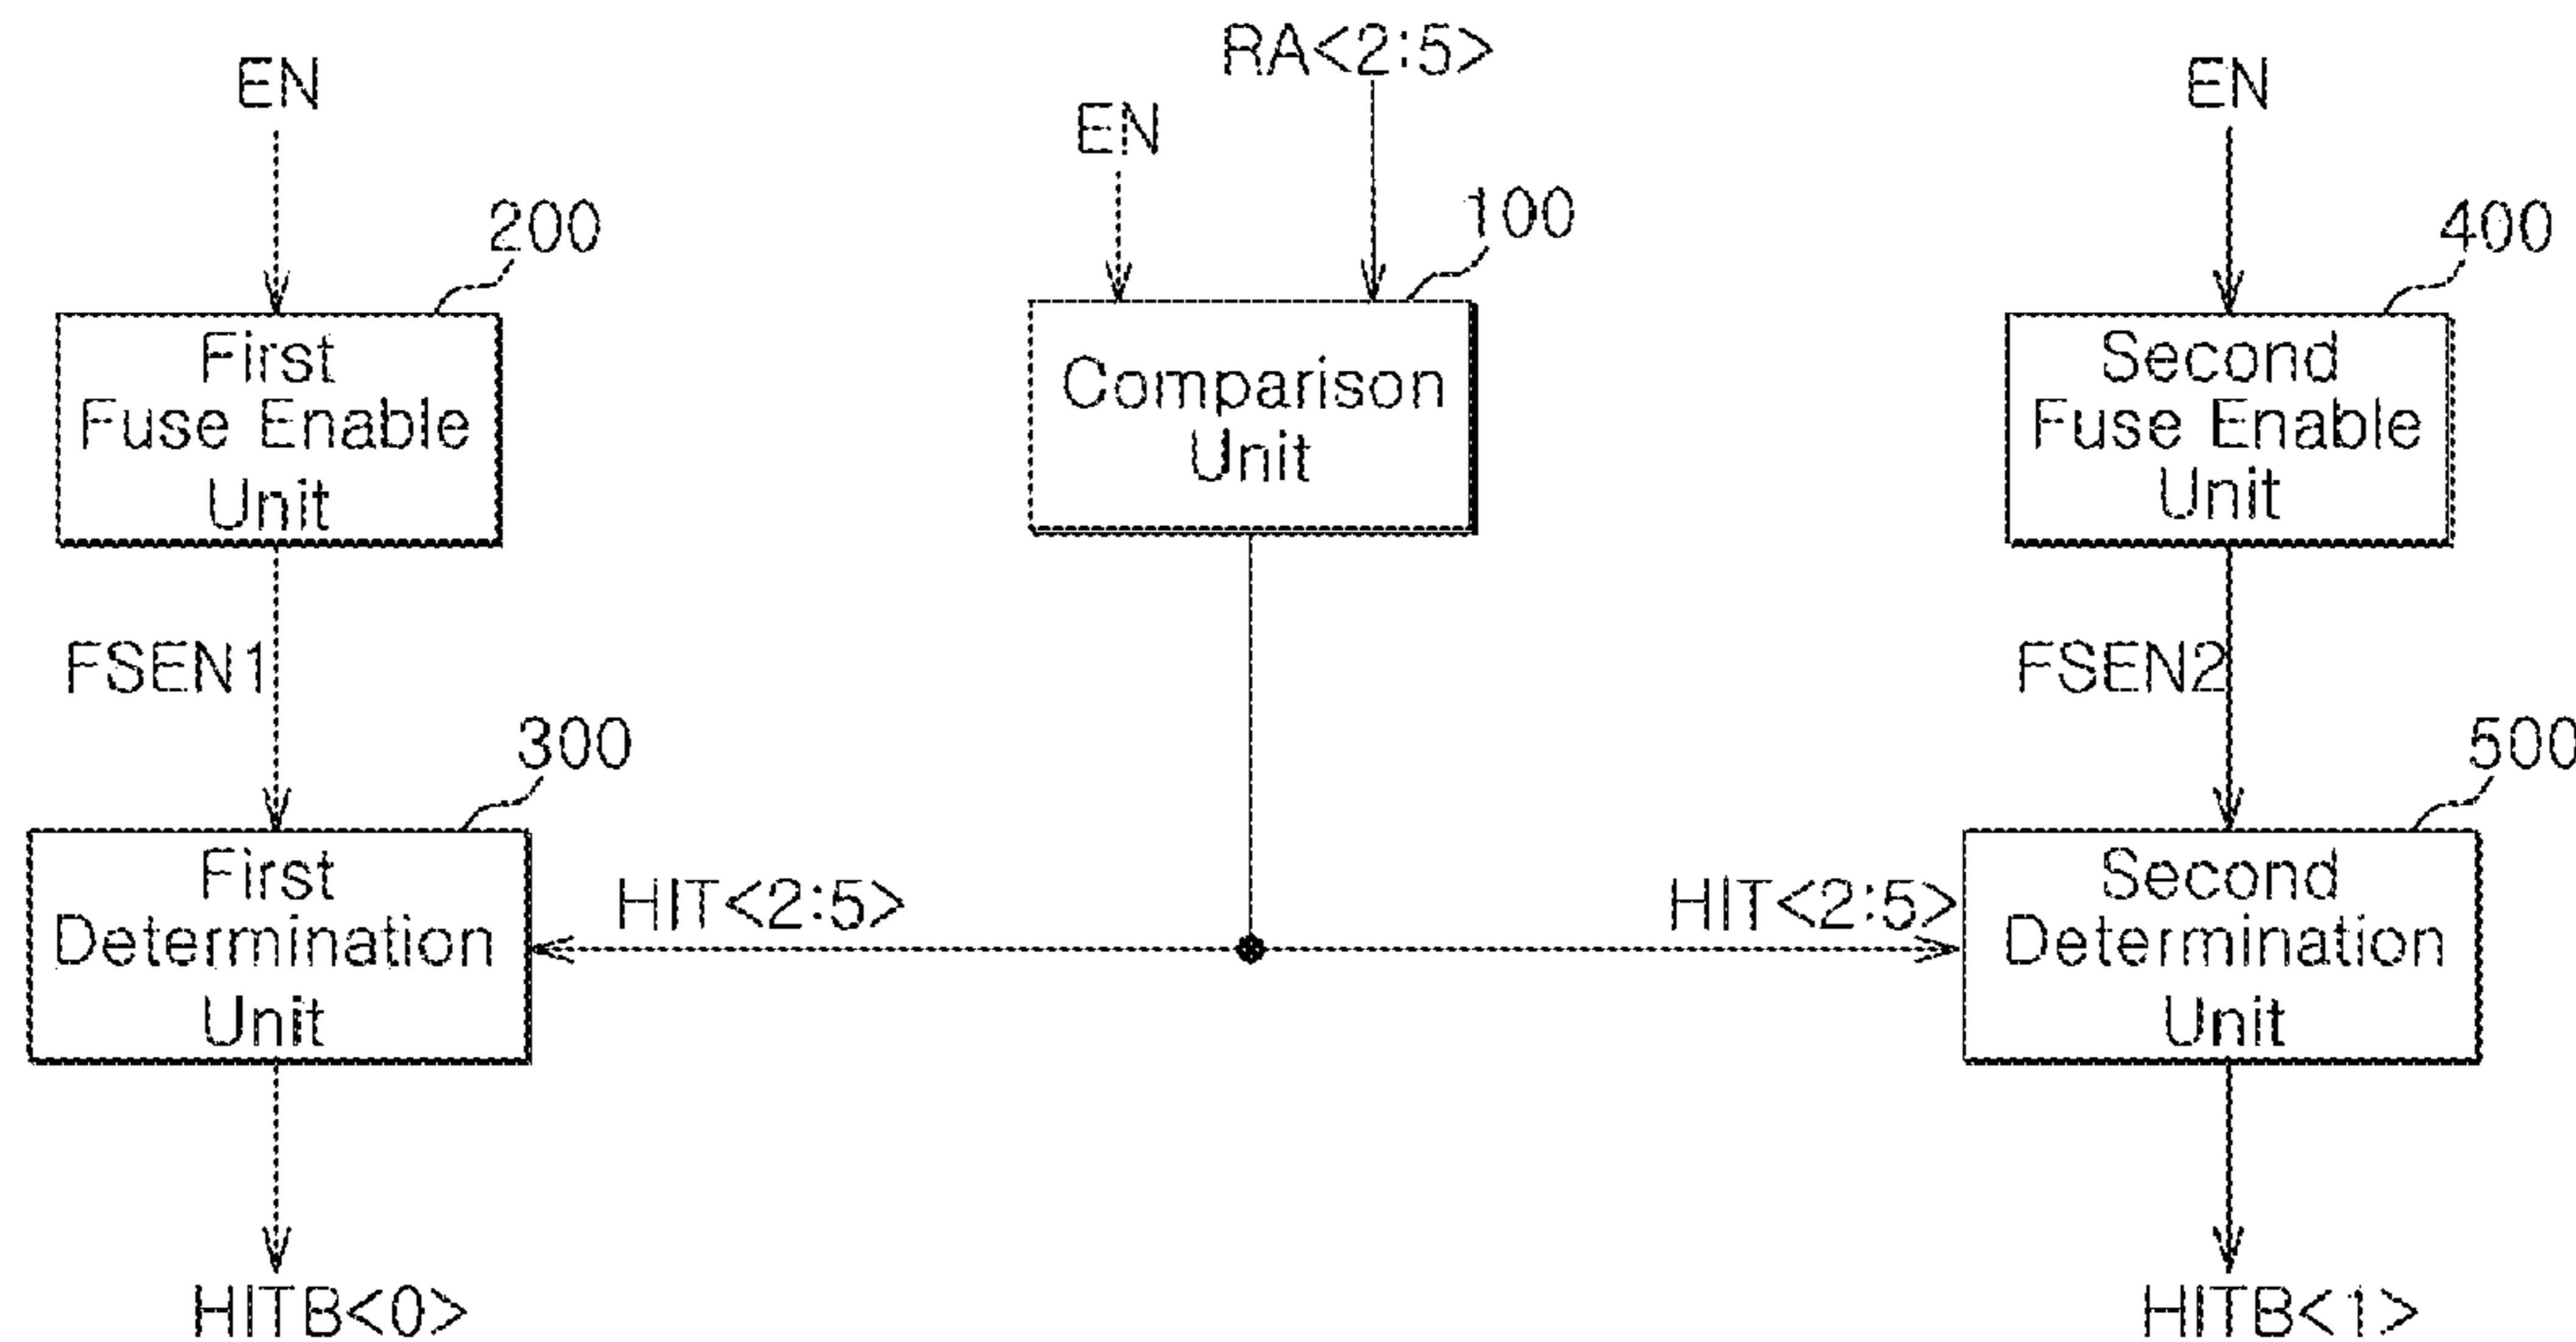 RA<2:5>
EN
EN
EN
200
100
400
First
Fuse Enable
Unit
Comparison
Unit
Second
Fuse Enable
Unit
FSEN1
FSEN2
300
500
First
Determination
Unit
HIT<2:5>
HIT<2:5>
Second
Determination
Unit
HITB<0>
HITB<1>